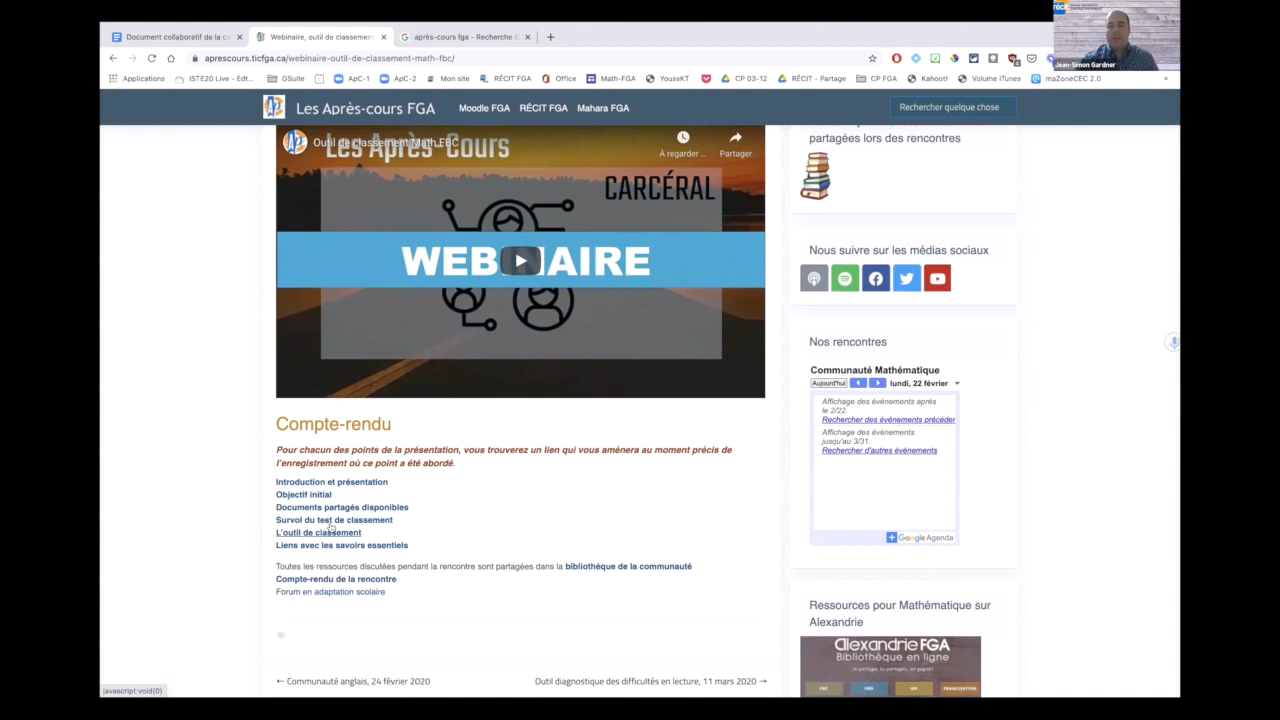 Document collaboratif de la co
Webinaire, outil de classement
après-cours fga - Recherche G
aprescours.ticfga.ca/webinaire-outil-de-classement-math-fbc/
Jean-Simon Gardner
Applications
ISTE20 Live - Edt...
GSuite
ApC-1
ApC-2
Mon site
RÉCIT FGA
Office
Math-FGA
YoussKT
CP 03-12
RÉCIT - Partage
CP FGA
Kahoot!
Volume iTunes
maZoneCEC 2.0
»
Les Après-cours FGA
Moodle FGA
RÉCIT FGA
Mahara FGA
Rechercher quelque chose
Outil de classement Math FBC
Les Après-Cours
À regarder ...
Partager
CARCÉRAL
WEBINAIRE
Compte-rendu
Pour chacun des points de la présentation, vous trouverez un lien qui vous amènera au moment précis de
l'enregistrement où ce point a été abordé.
Introduction et présentation
Objectif initial
Documents partagés disponibles
Survol du test de classement
L'outil de classement
Liens avec les savoirs essentiels
Toutes les ressources discutées pendant la rencontre sont partagées dans la bibliothèque de la communauté
Compte-rendu de la rencontre
Forum en adaptation scolaire
← Communauté anglais, 24 février 2020
Outil diagnostique des difficultés en lecture, 11 mars 2020 →
partagées lors des rencontres
Nous suivre sur les médias sociaux
Nos rencontres
Communauté Mathématique
Aujourd'hui
lundi, 22 février
Affichage des événements après
le 2/22.
Rechercher des événements précéden
Affichage des événements
jusqu'au 3/31.
Rechercher d'autres événements
Google Agenda
Ressources pour Mathématique sur
Alexandrie
alexandrieFGA
Bibliothèque en ligne
Je partage, tu partages, on gagne!
FBC
FBD
FRANCISATION
javascript:void(0)